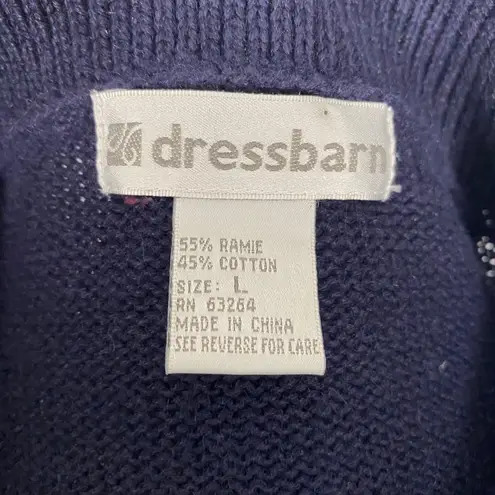 dressbarn
55% RAMIE
45% COTTON
SIZE: L
RN 63264
MADE IN CHINA
SEE REVERSE FOR CARE